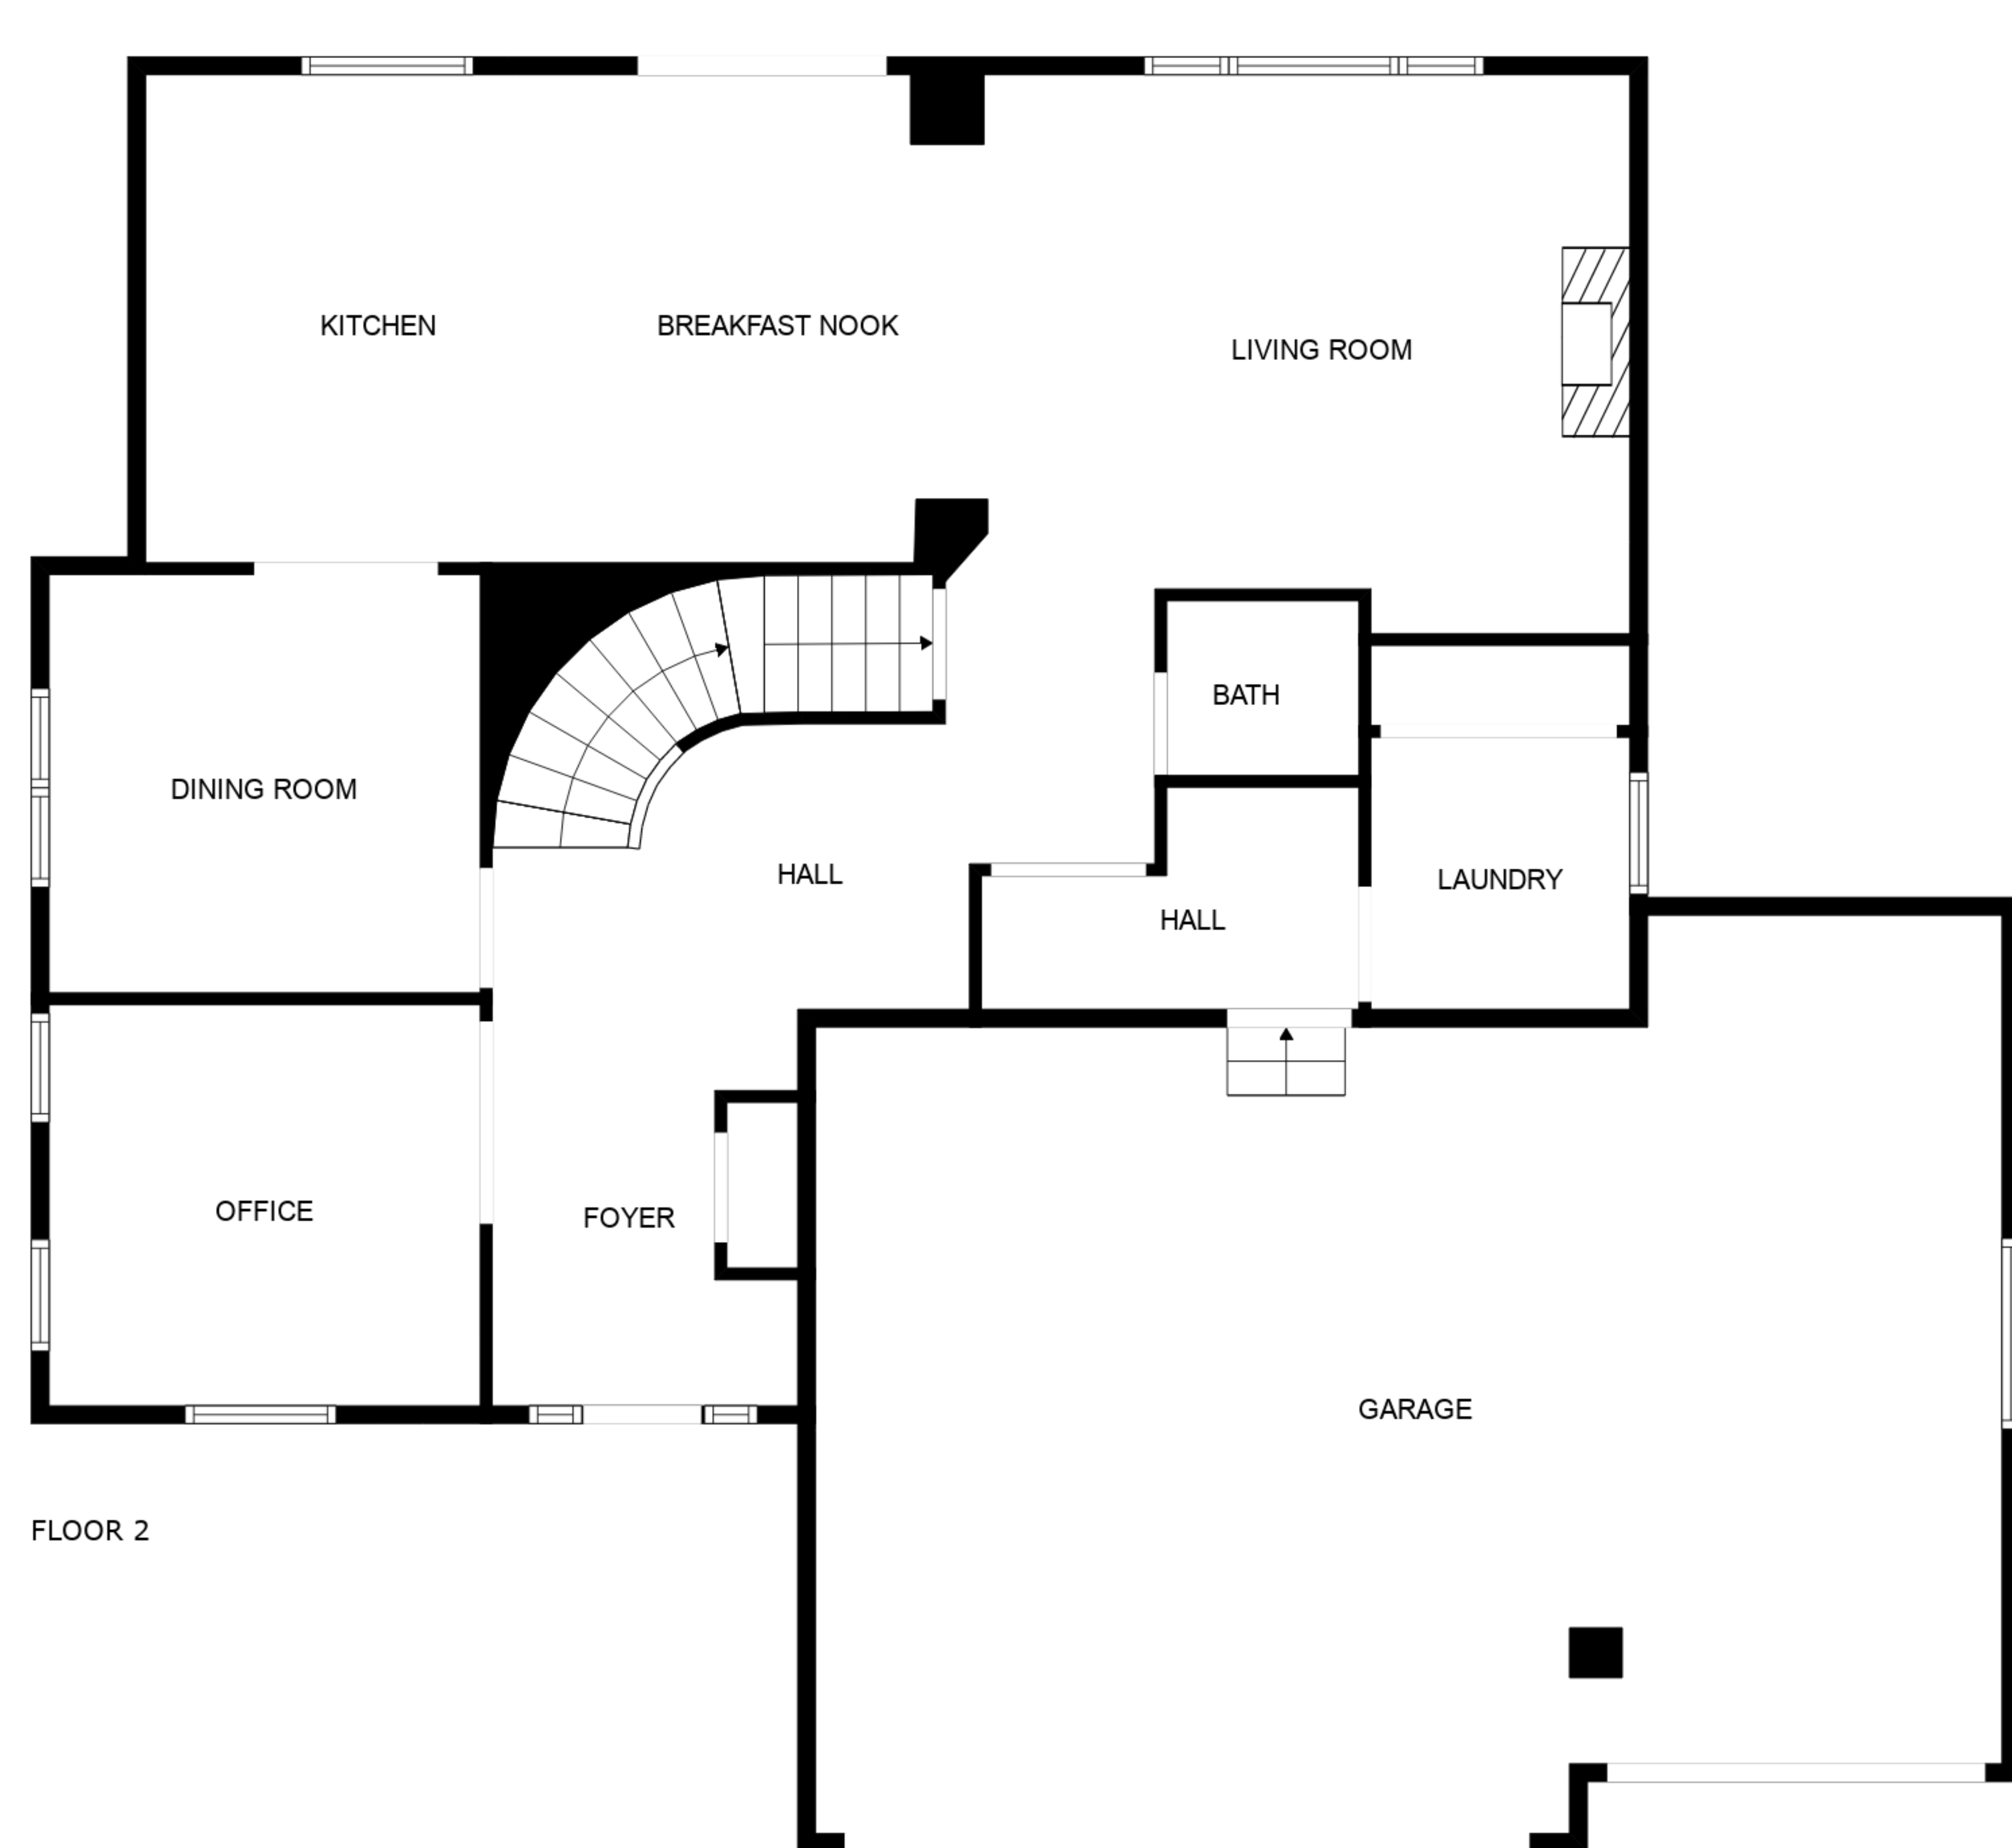 KITCHEN
BREAKFAST NOOK
LIVING ROOM
BATH
DINING ROOM
HALL
LAUNDRY
HALL
OFFICE
FOYER
GARAGE
FLOOR 2